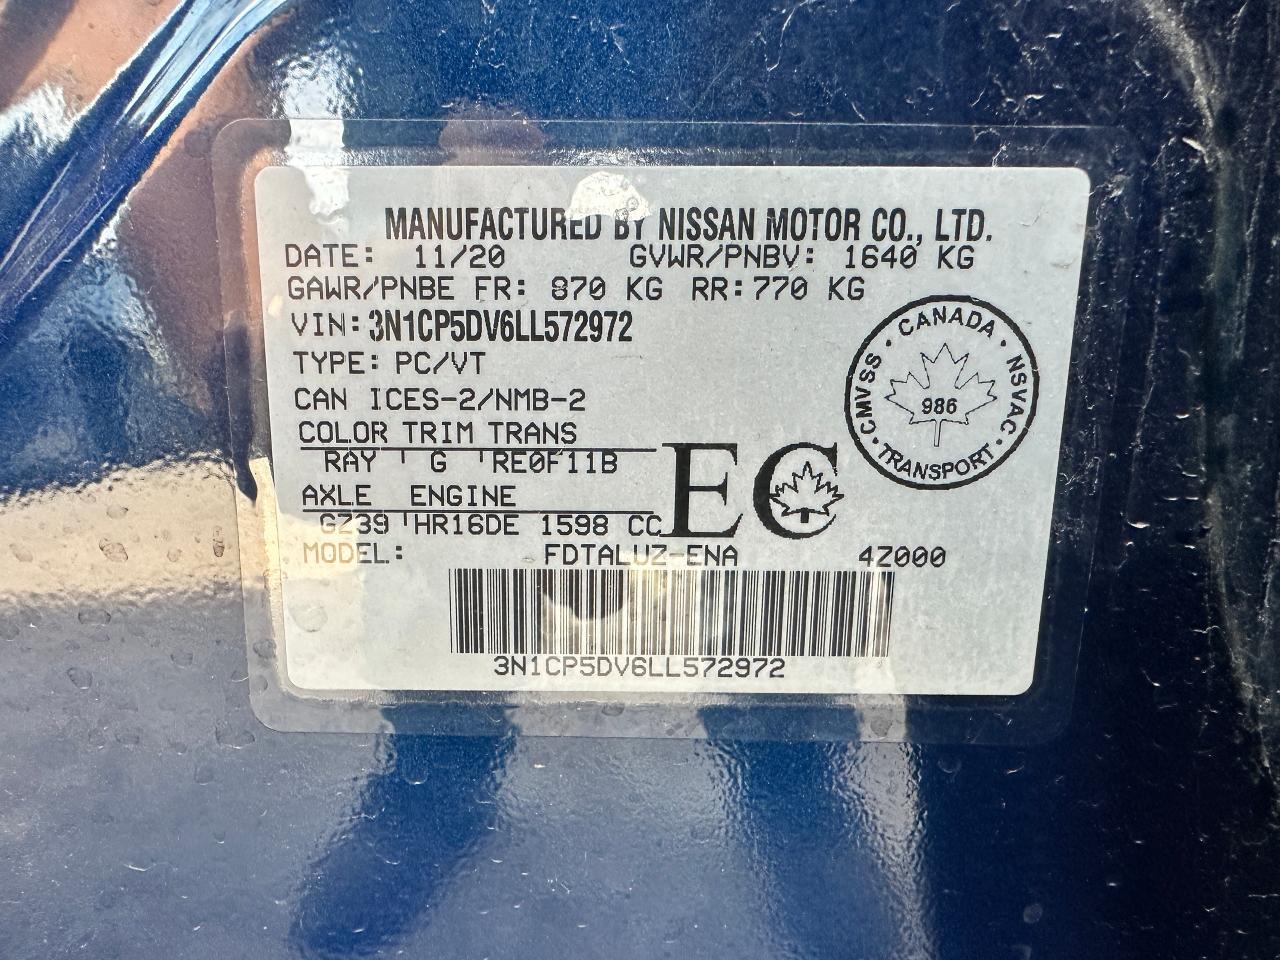 MANUFACTURED BY NISSAN MOTOR CO., LTD.
DATE: 11/20 GVWR/PNBV: 1640 KG
GAWR/PNBE FR: 870 KG RR: 770 KG
VIN: 3N1CP5DV6LL572972
TYPE: PC/VT
CAN ICES-2/NMB-2
COLOR TRIM TRANS
RAY G RE0F11B
AXLE ENGINE
GZ39 HR16DE 1598 CC
MODEL: FDTALUZ-ENA 4Z000
3N1CP5DV6LL572972
EC
· CANADA · NSVAC · TRANSPORT · CMVSS
986